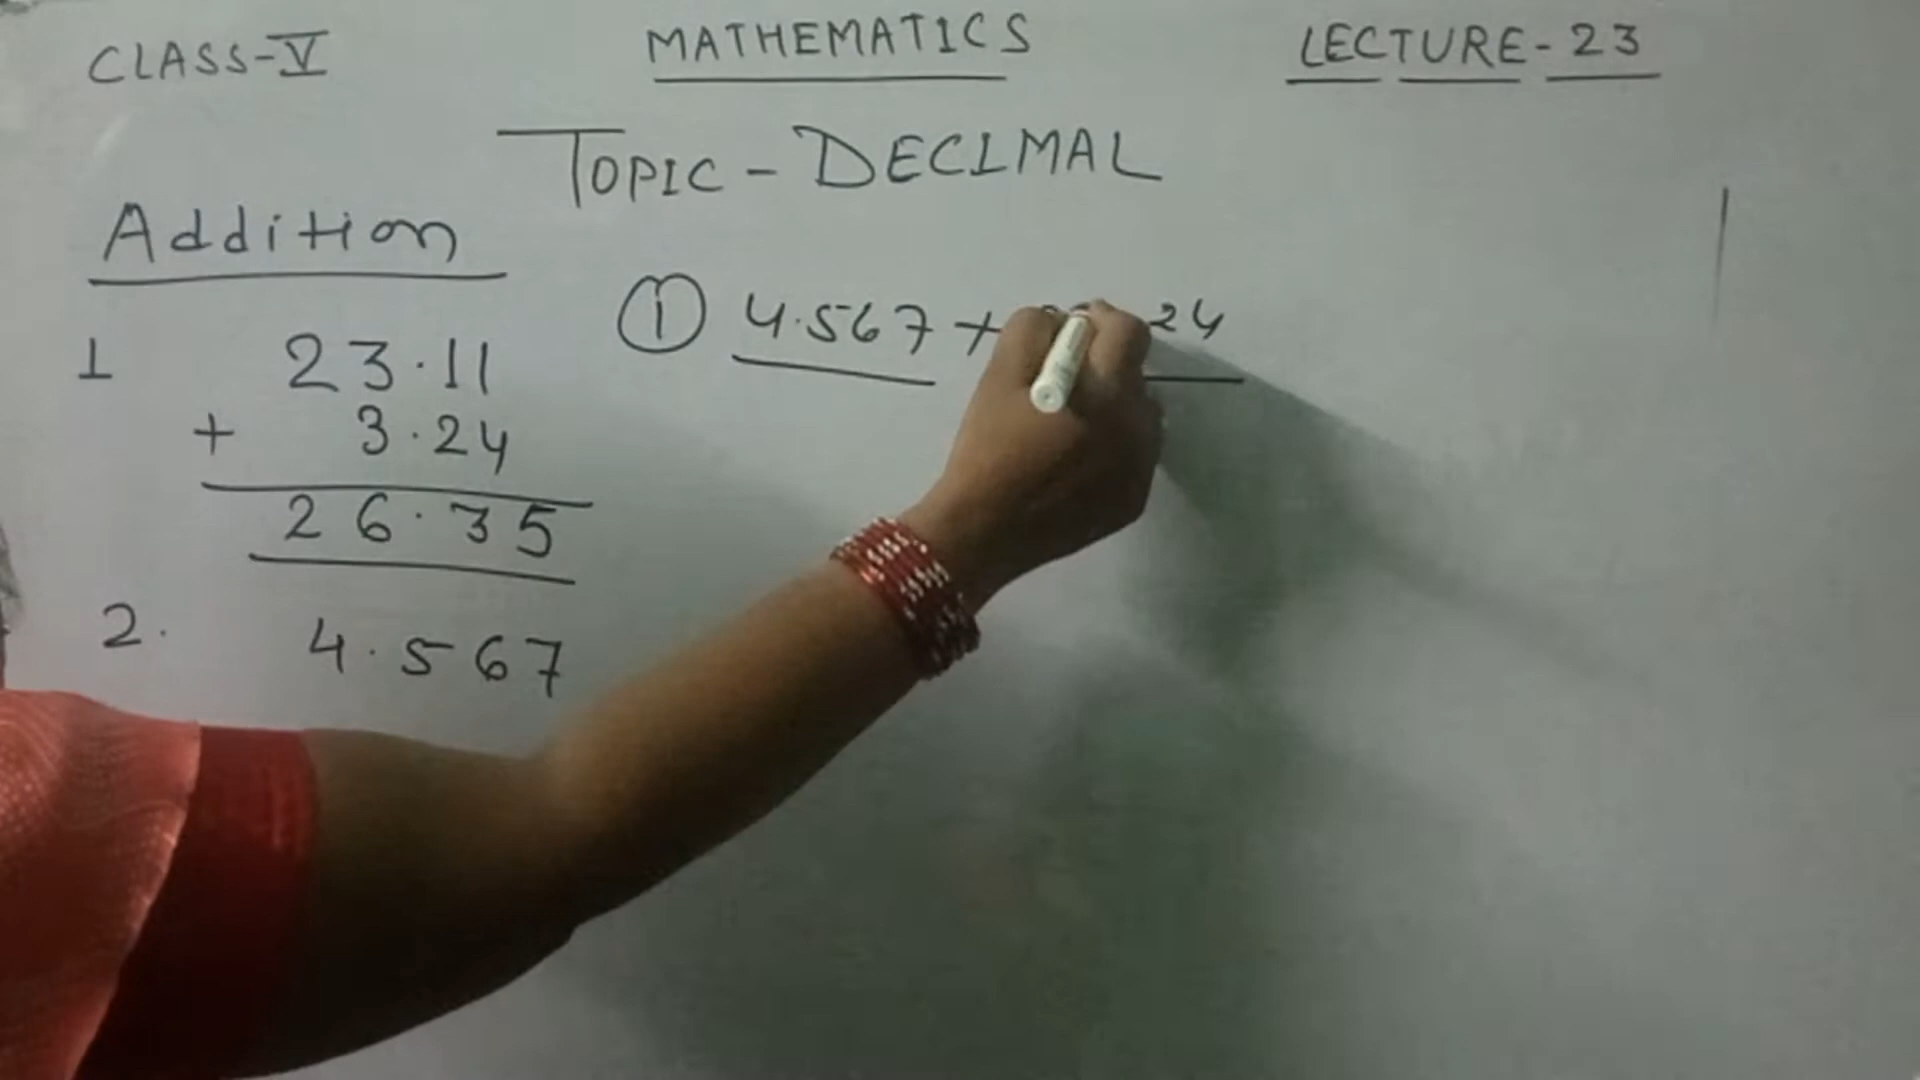 CLASS-V
MATHEMATICS
LECTURE-23
TOPIC-DECIMAL
Addition
1 23.11
+ 3.24
26.35
2. 4.567
① 4.567 + 24